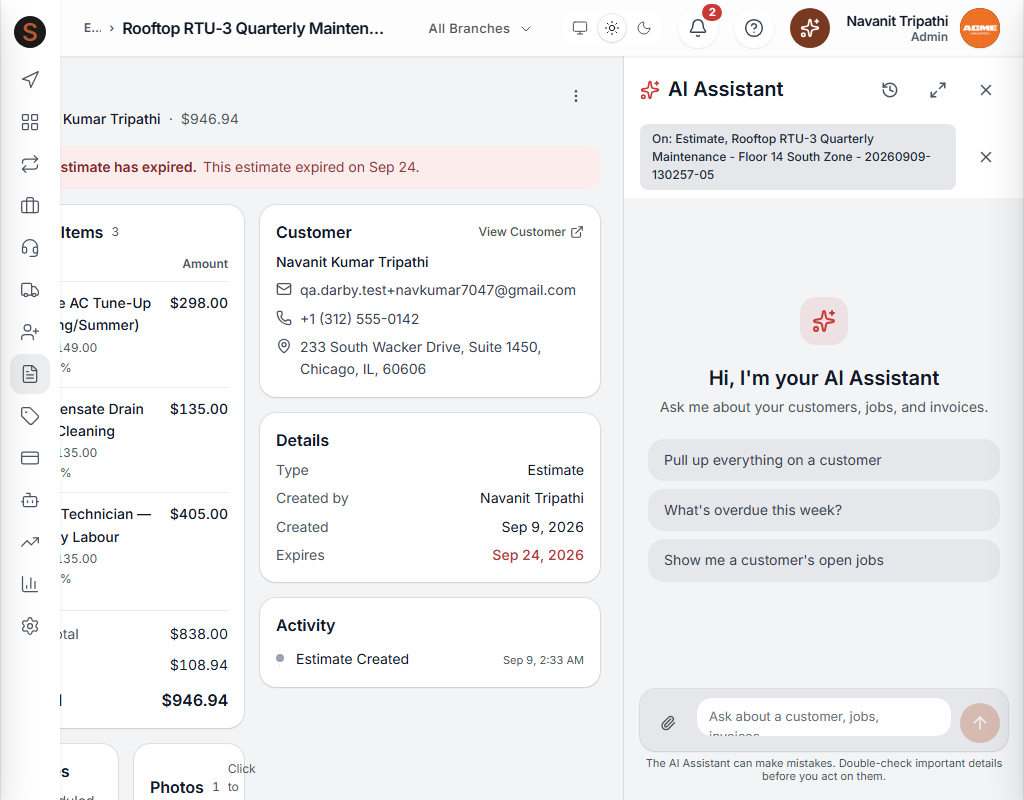 S
E... › Rooftop RTU-3 Quarterly Mainten...
All Branches
2
Navanit Tripathi
Admin
ACME
Kumar Tripathi · $946.94
stimate has expired. This estimate expired on Sep 24.
Items 3
Amount
e AC Tune-Up $298.00
ng/Summer)
149.00
%
ensate Drain $135.00
Cleaning
135.00
%
Technician — $405.00
y Labour
135.00
%
otal $838.00
$108.94
l $946.94
s
Photos 1
Click
to
Customer
View Customer
Navanit Kumar Tripathi
qa.darby.test+navkumar7047@gmail.com
+1 (312) 555-0142
233 South Wacker Drive, Suite 1450,
Chicago, IL, 60606
Details
Type Estimate
Created by Navanit Tripathi
Created Sep 9, 2026
Expires Sep 24, 2026
Activity
Estimate Created Sep 9, 2:33 AM
AI Assistant
On: Estimate, Rooftop RTU-3 Quarterly
Maintenance - Floor 14 South Zone - 20260909-
130257-05
Hi, I'm your AI Assistant
Ask me about your customers, jobs, and invoices.
Pull up everything on a customer
What's overdue this week?
Show me a customer's open jobs
Ask about a customer, jobs,
invoices
The AI Assistant can make mistakes. Double-check important details
before you act on them.